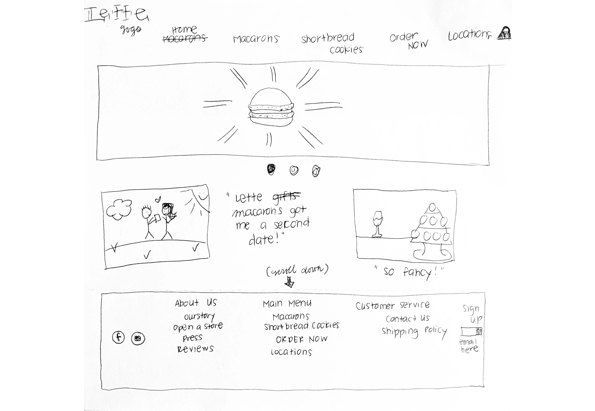 Lette
logo
Home
Macarons
Macarons
Shortbread
Cookies
Order
Now
Locations
"Lette gifts
macarons got
me a second
date!"
"so fancy!"
(scroll down)
About Us
Our story
Open a store
Press
Reviews
Main Menu
Macarons
Shortbread Cookies
ORDER NOW
Locations
Customer Service
Contact Us
Shipping Policy
Sign
Up
email
here
f